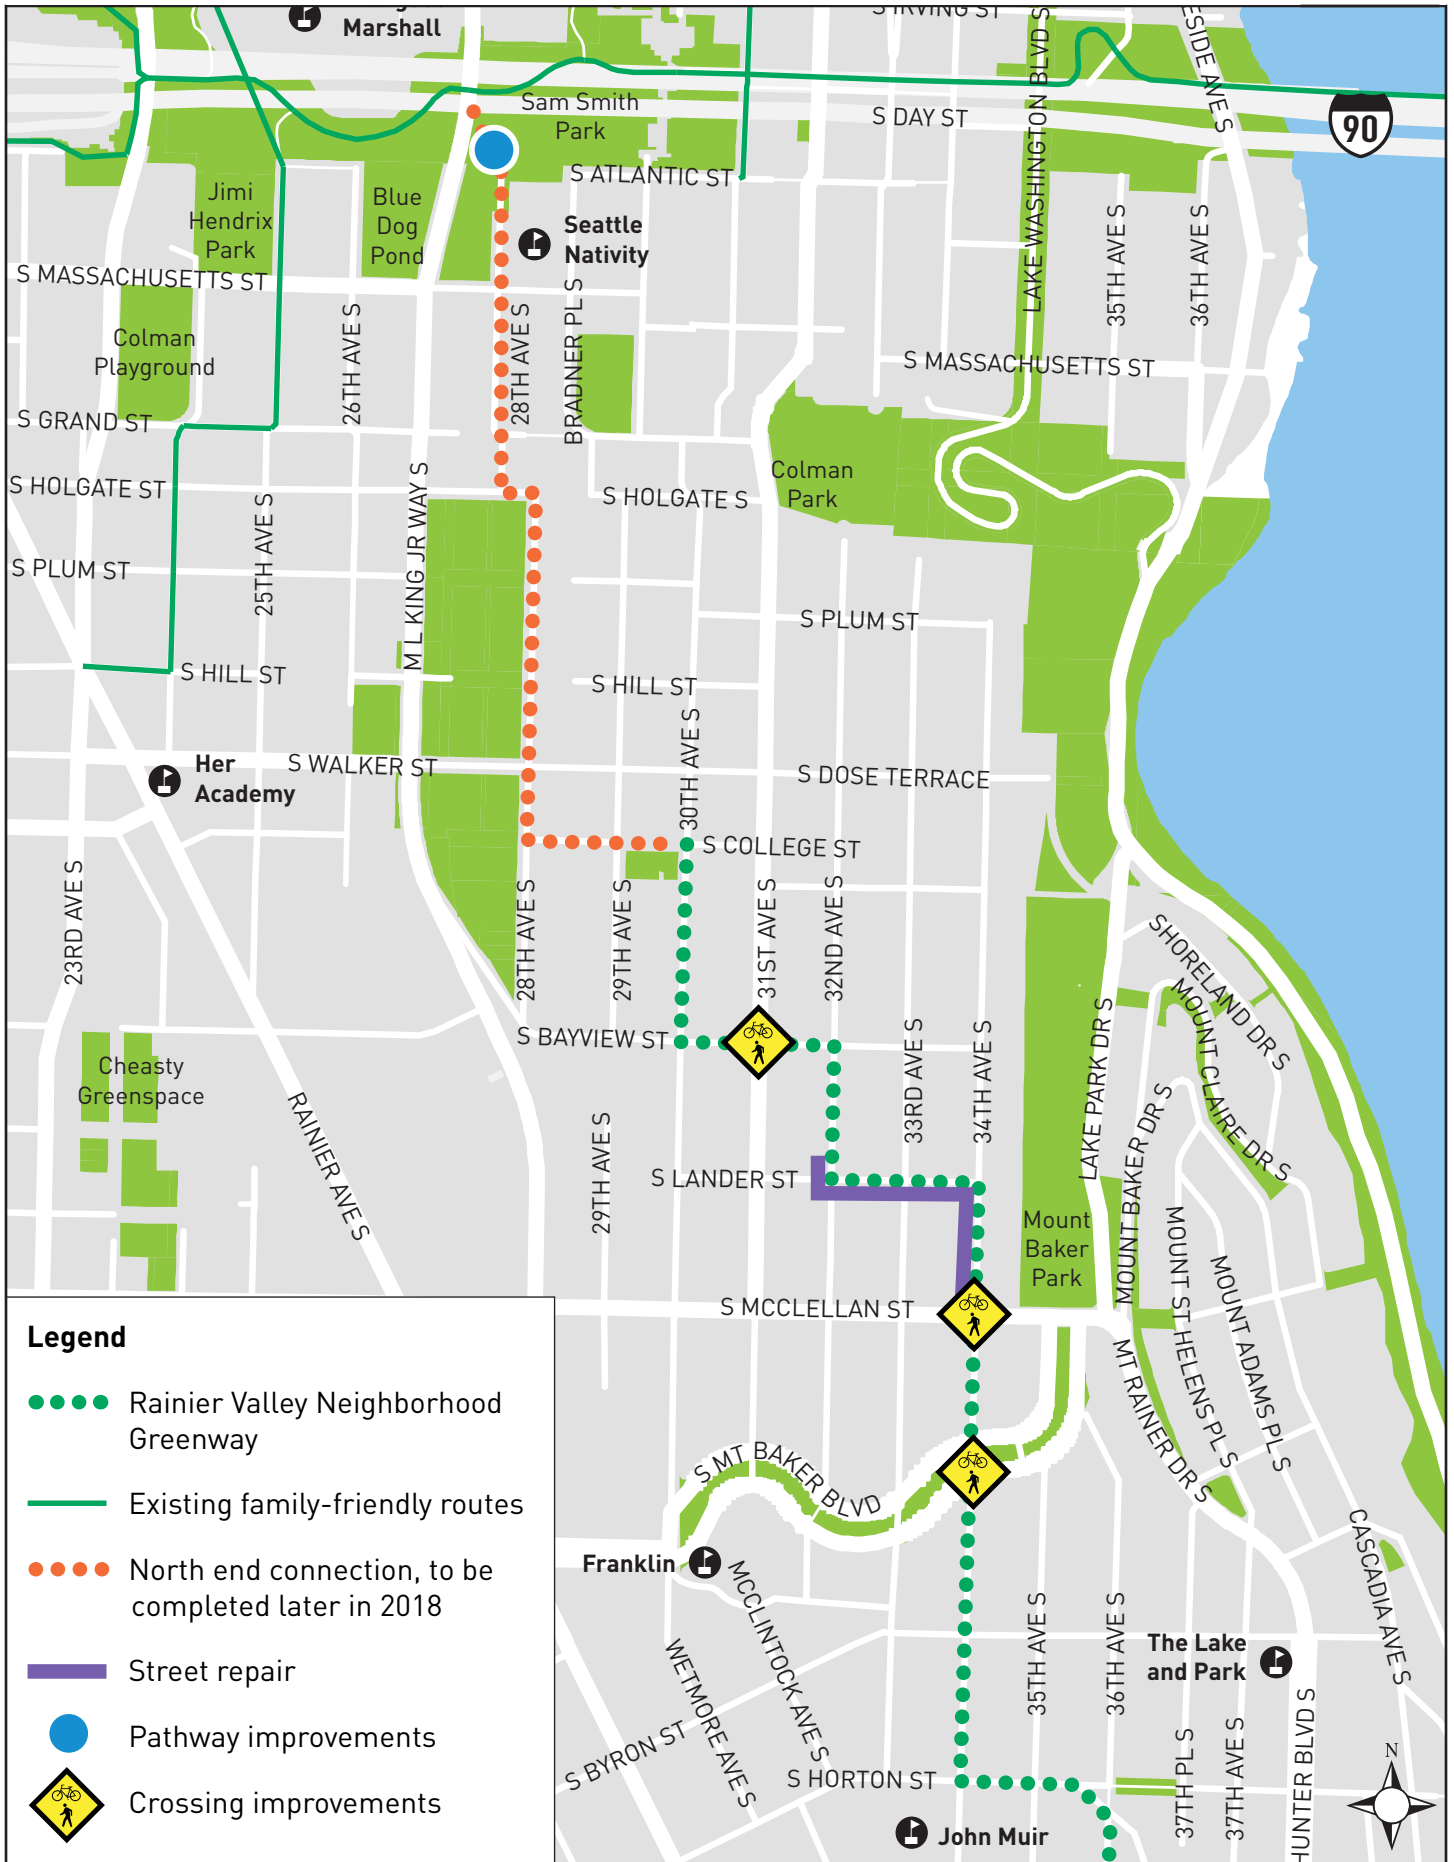 Marshall
S IRVING ST
Sam Smith
Park
S DAY ST
90
LAKE WASHINGTON BLVD S
ESIDE AVE S
S ATLANTIC ST
Jimi
Hendrix
Park
Blue
Dog
Pond
Seattle
Nativity
35TH AVE S
36TH AVE S
S MASSACHUSETTS ST
Colman
Playground
26TH AVE S
28TH AVE S
BRADNER PL S
S MASSACHUSETTS ST
S GRAND ST
S HOLGATE ST
25TH AVE S
M L KING JR WAY S
S HOLGATE S
Colman
Park
S PLUM ST
S PLUM ST
S HILL ST
S HILL ST
30TH AVE S
Her
Academy
S WALKER ST
S DOSE TERRACE
S COLLEGE ST
23RD AVE S
28TH AVE S
29TH AVE S
31ST AVE S
32ND AVE S
SHORELAND DR S
MOUNT CLAIRE DR S
S BAYVIEW ST
33RD AVE S
34TH AVE S
LAKE PARK DR S
MOUNT BAKER DR S
Cheasty
Greenspace
RAINIER AVE S
29TH AVE S
S LANDER ST
Mount
Baker
Park
MOUNT ST HELENS PL S
MOUNT ADAMS PL S
S MCCLELLAN ST
MT RAINER DR S
S MT BAKER BLVD
Franklin
MCCLINTOCK AVE S
WETMORE AVE S
CASCADIA AVE S
35TH AVE S
36TH AVE S
The Lake
and Park
S BYRON ST
S HORTON ST
37TH PL S
37TH AVE S
HUNTER BLVD S
N
John Muir
Legend
Rainier Valley Neighborhood
Greenway
Existing family-friendly routes
North end connection, to be
completed later in 2018
Street repair
Pathway improvements
Crossing improvements